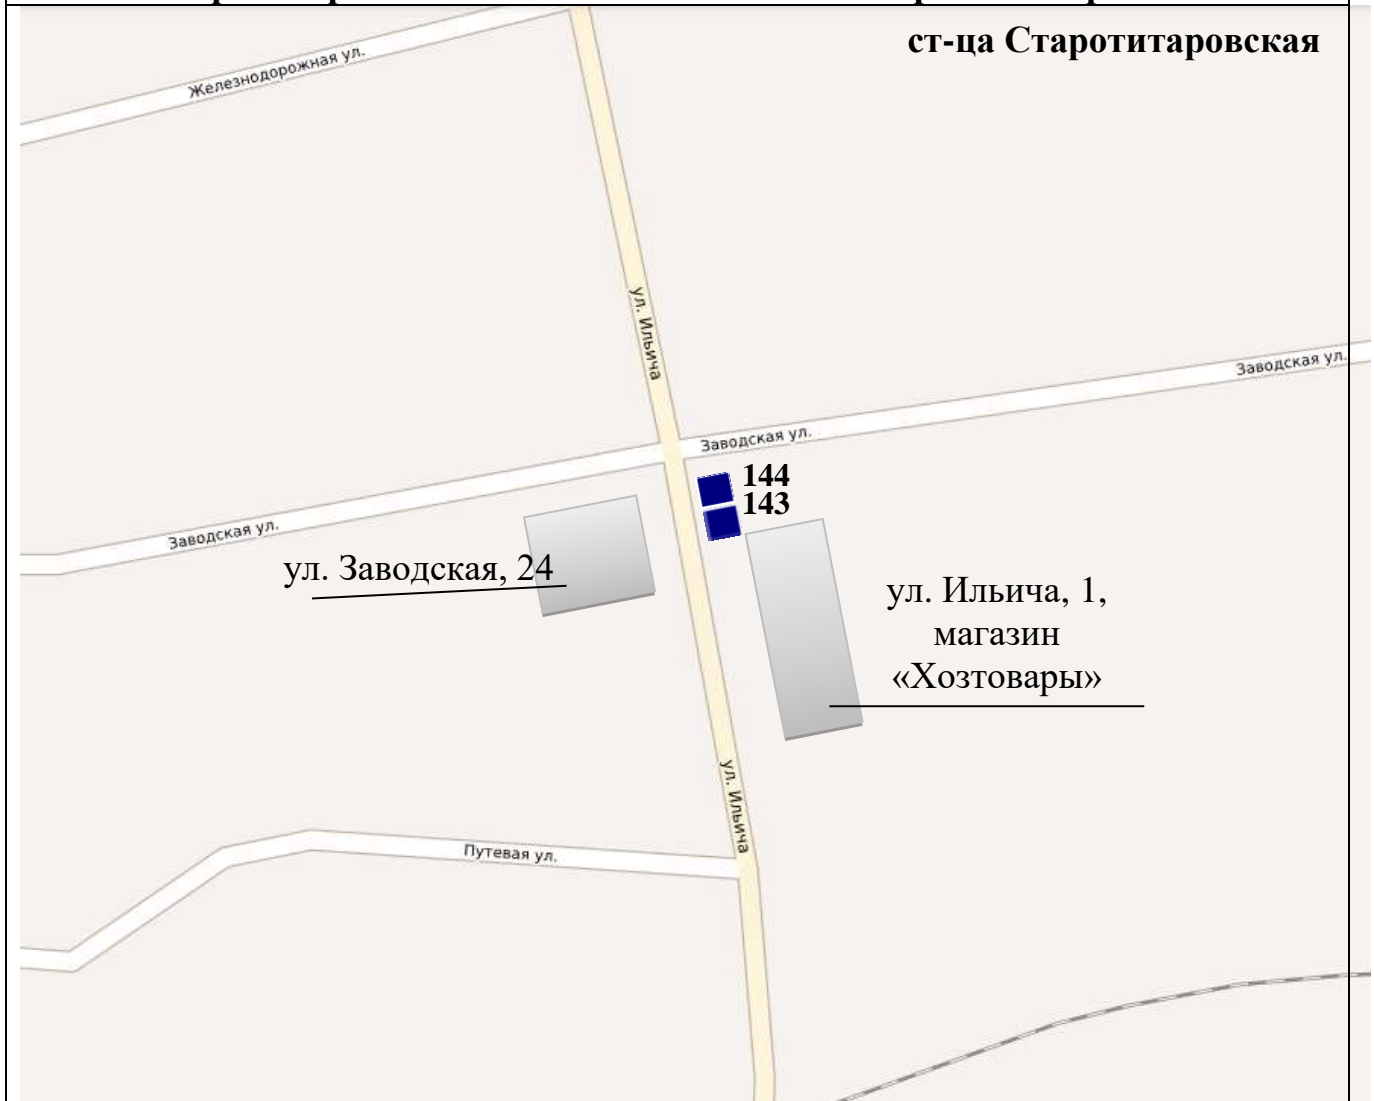 ст-ца Старотитаровская
Железнодорожная ул.
ул. Ильича
Заводская ул.
Заводская ул.
144
143
Заводская ул.
ул. Заводская, 24
ул. Ильича, 1,
магазин
«Хозтовары»
ул. Ильича
Путевая ул.